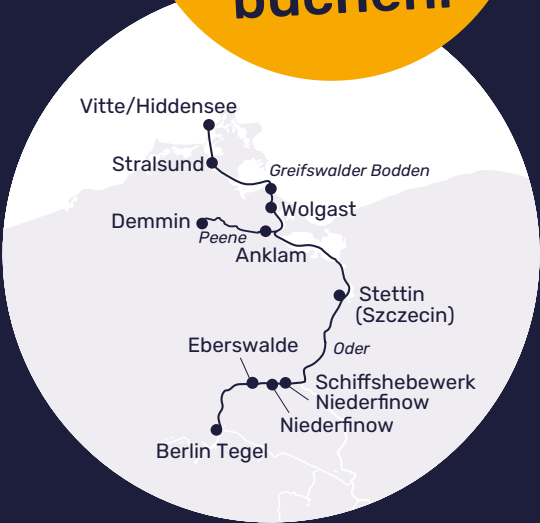 buchen!
Vitte/Hiddensee
Stralsund
Greifswalder Bodden
Wolgast
Demmin
Peene
Anklam
Stettin
(Szczecin)
Oder
Eberswalde
Schiffshebewerk
Niederfinow
Niederfinow
Berlin Tegel